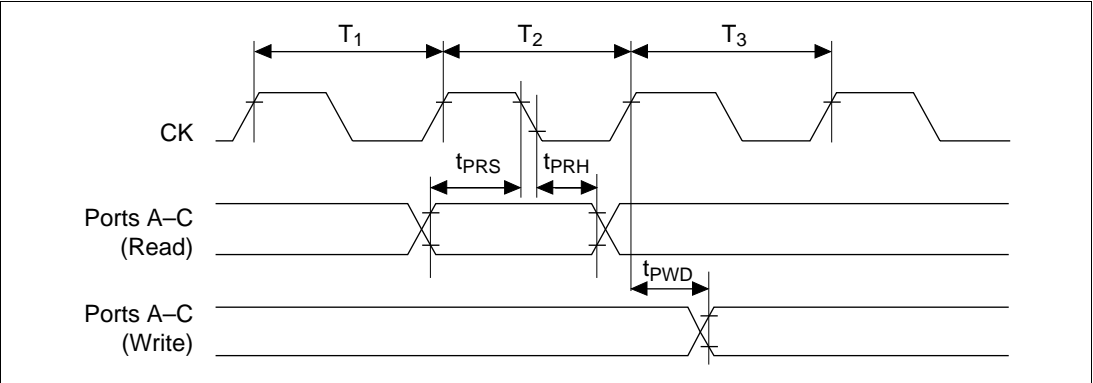 T1 T2 T3
CK
tPRS tPRH
Ports A–C
(Read)
tPWD
Ports A–C
(Write)